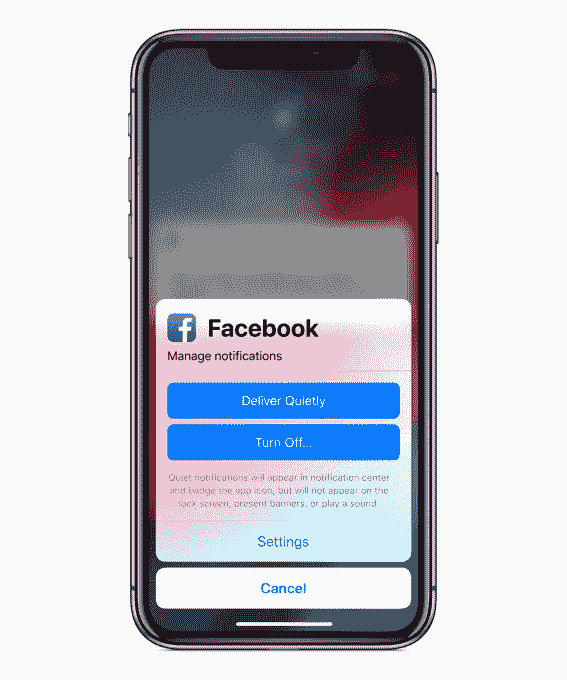 Facebook
Manage notifications
Deliver Quietly
Turn Off...
Quiet notifications will appear in notification center
and badge the app icon, but will not appear on the
lock screen, present banners, or play a sound.
Settings
Cancel